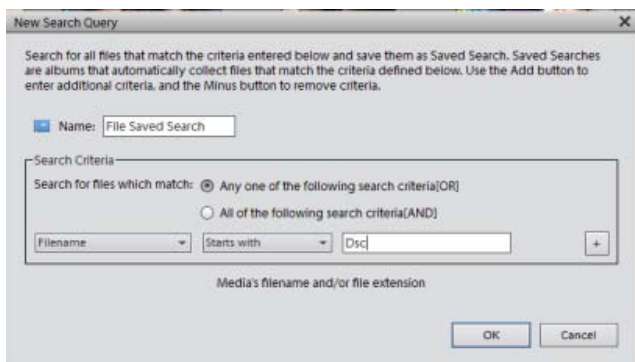 New Search Query
Search for all files that match the criteria entered below and save them as Saved Search. Saved Searches
are albums that automatically collect files that match the criteria defined below. Use the Add button to
enter additional criteria, and the Minus button to remove criteria.
Name: File Saved Search
Search Criteria
Search for files which match: Any one of the following search criteria[OR]
All of the following search criteria[AND]
Filename Starts with Dsc +
Media's filename and/or file extension
OK Cancel